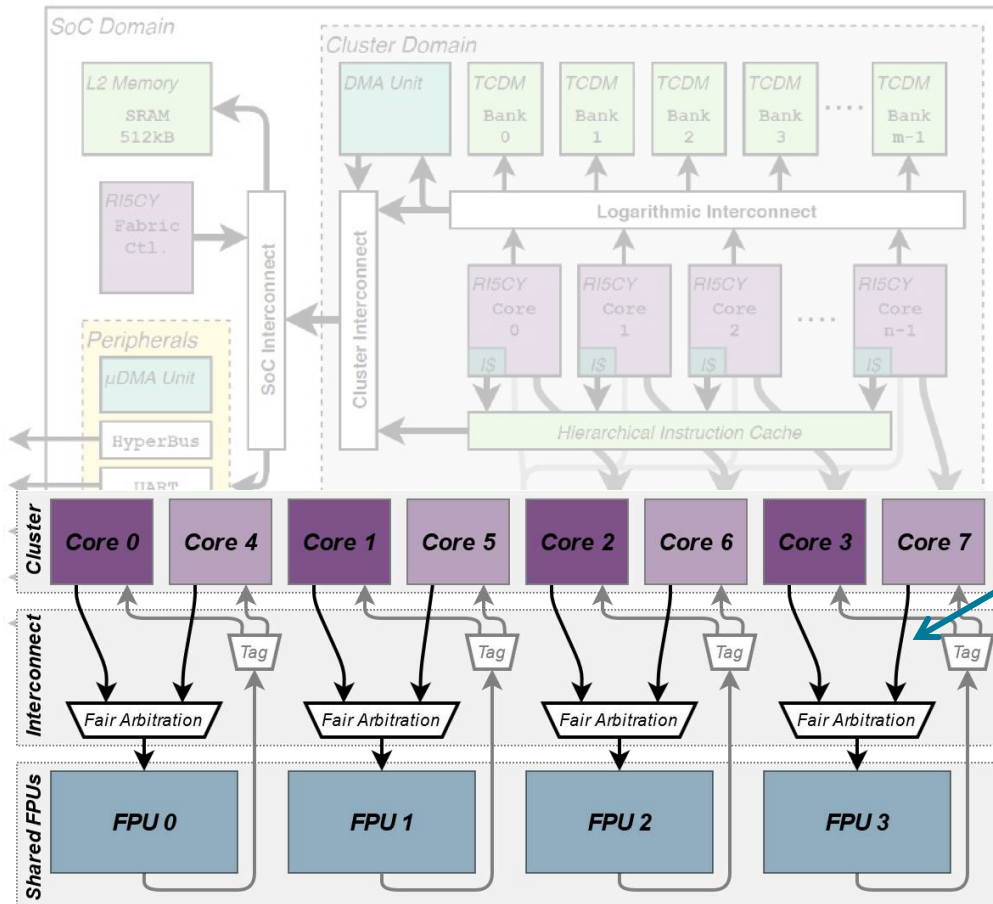 SoC Domain
Cluster Domain
L2 Memory
SRAM
512kB
DMA Unit
TCDM
Bank
0
TCDM
Bank
1
TCDM
Bank
2
TCDM
Bank
3
....
TCDM
Bank
m-1
RI5CY
Fabric
Ctl.
SoC Interconnect
Cluster Interconnect
Logarithmic Interconnect
RI5CY
Core
0
I$
RI5CY
Core
1
I$
RI5CY
Core
2
I$
....
RI5CY
Core
n-1
I$
Hierarchical Instruction Cache
Peripherals
μDMA Unit
HyperBus
UART
Cluster
Core 0
Core 4
Core 1
Core 5
Core 2
Core 6
Core 3
Core 7
Interconnect
Tag
Tag
Tag
Tag
Fair Arbitration
Fair Arbitration
Fair Arbitration
Fair Arbitration
Shared FPUs
FPU 0
FPU 1
FPU 2
FPU 3